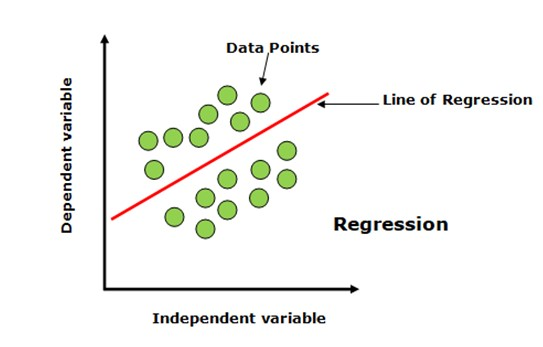 Data Points
Line of Regression
Dependent variable
Regression
Independent variable